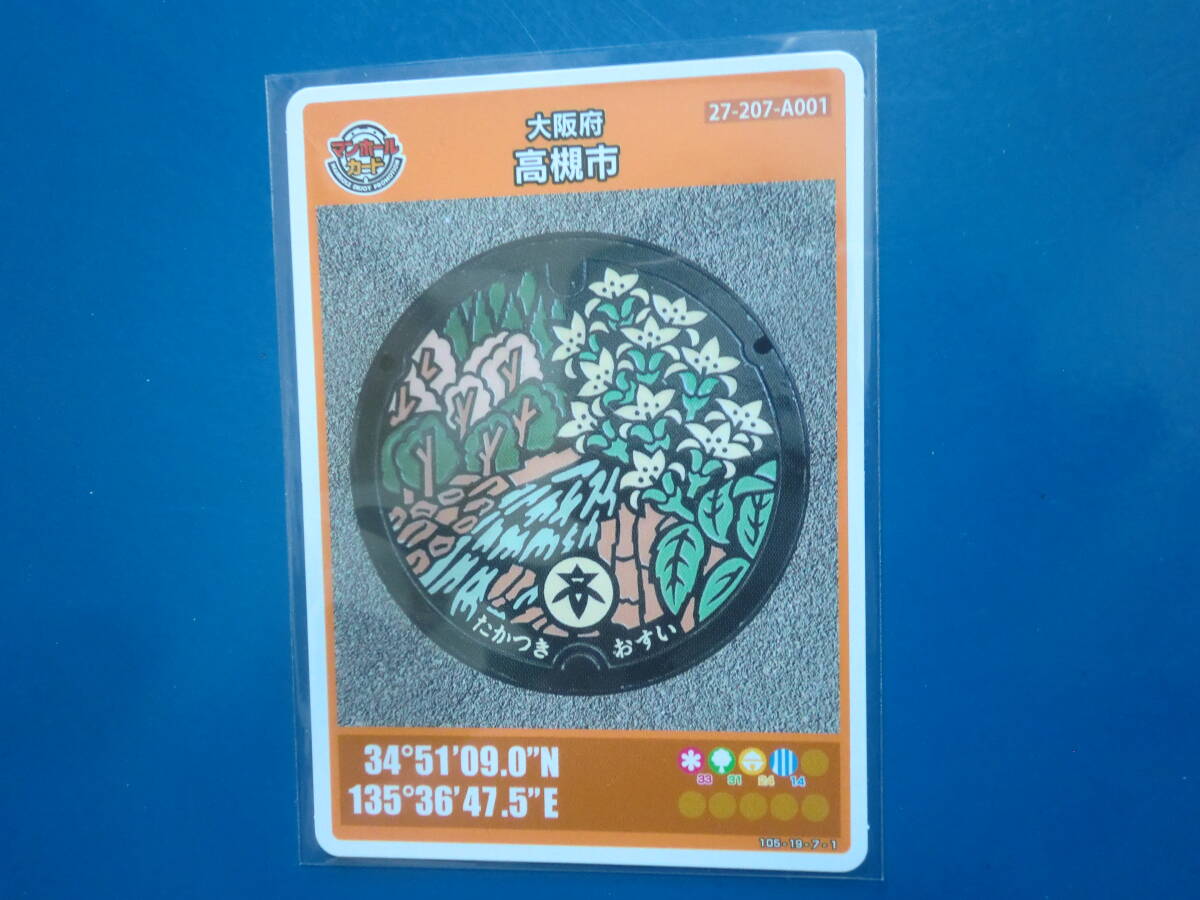 27-207-A001
マンホール
カード
大阪府
高槻市
たかつき おすい
34°51'09.0"N
135°36'47.5"E
33 31 24 14
105-19-7-1